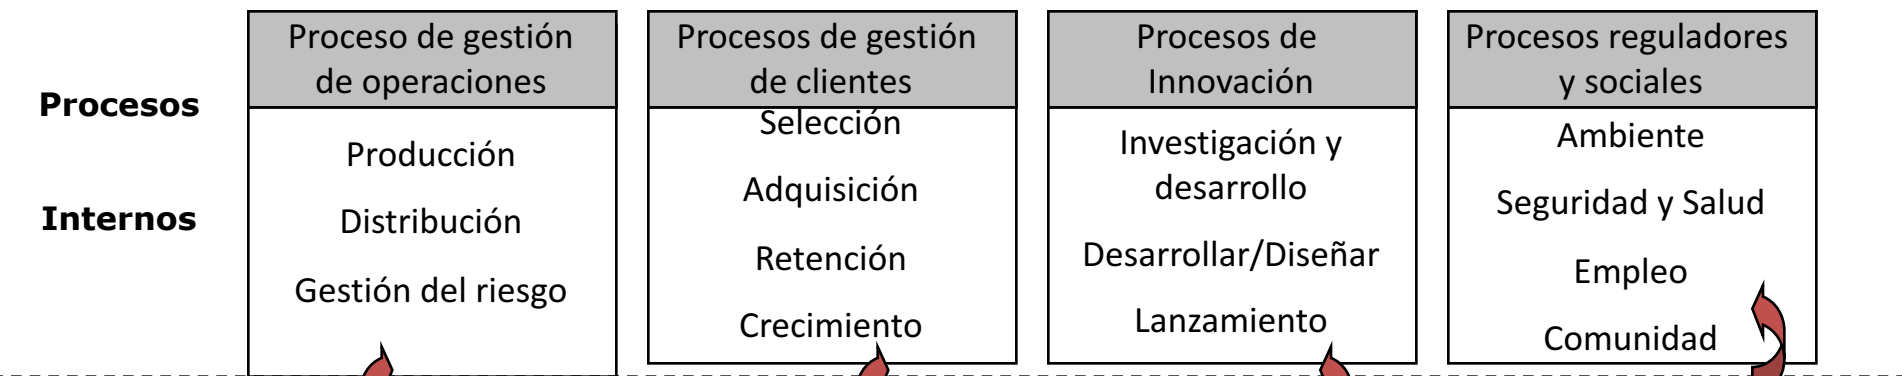 Procesos
Internos
Proceso de gestión
de operaciones
Producción
Distribución
Gestión del riesgo
Procesos de gestión
de clientes
Selección
Adquisición
Retención
Crecimiento
Procesos de
Innovación
Investigación y
desarrollo
Desarrollar/Diseñar
Lanzamiento
Procesos reguladores
y sociales
Ambiente
Seguridad y Salud
Empleo
Comunidad